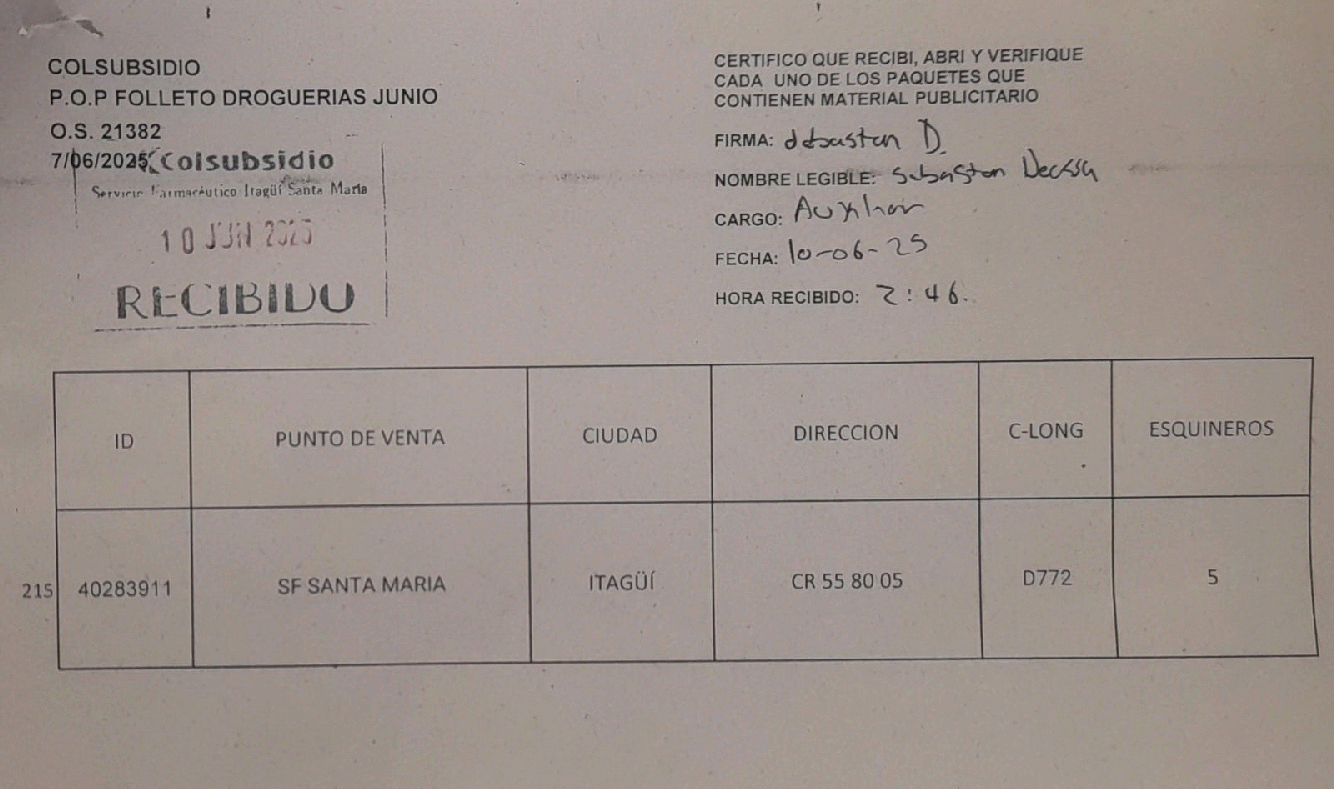 COLSUBSIDIO
P.O.P FOLLETO DROGUERIAS JUNIO
O.S. 21382
7/06/2025
Colsubsidio
Servicio Farmacéutico Itagüí Santa María
10 JUN 2025
RECIBIDO
CERTIFICO QUE RECIBI, ABRI Y VERIFIQUE
CADA UNO DE LOS PAQUETES QUE
CONTIENEN MATERIAL PUBLICITARIO
FIRMA: Sebastian D.
NOMBRE LEGIBLE: Sebastian
CARGO: Auxiliar
FECHA: 10-06-25
HORA RECIBIDO: 2:46.
ID PUNTO DE VENTA CIUDAD DIRECCION C-LONG ESQUINEROS
215 40283911 SF SANTA MARIA ITAGÜÍ CR 55 80 05 D772 5